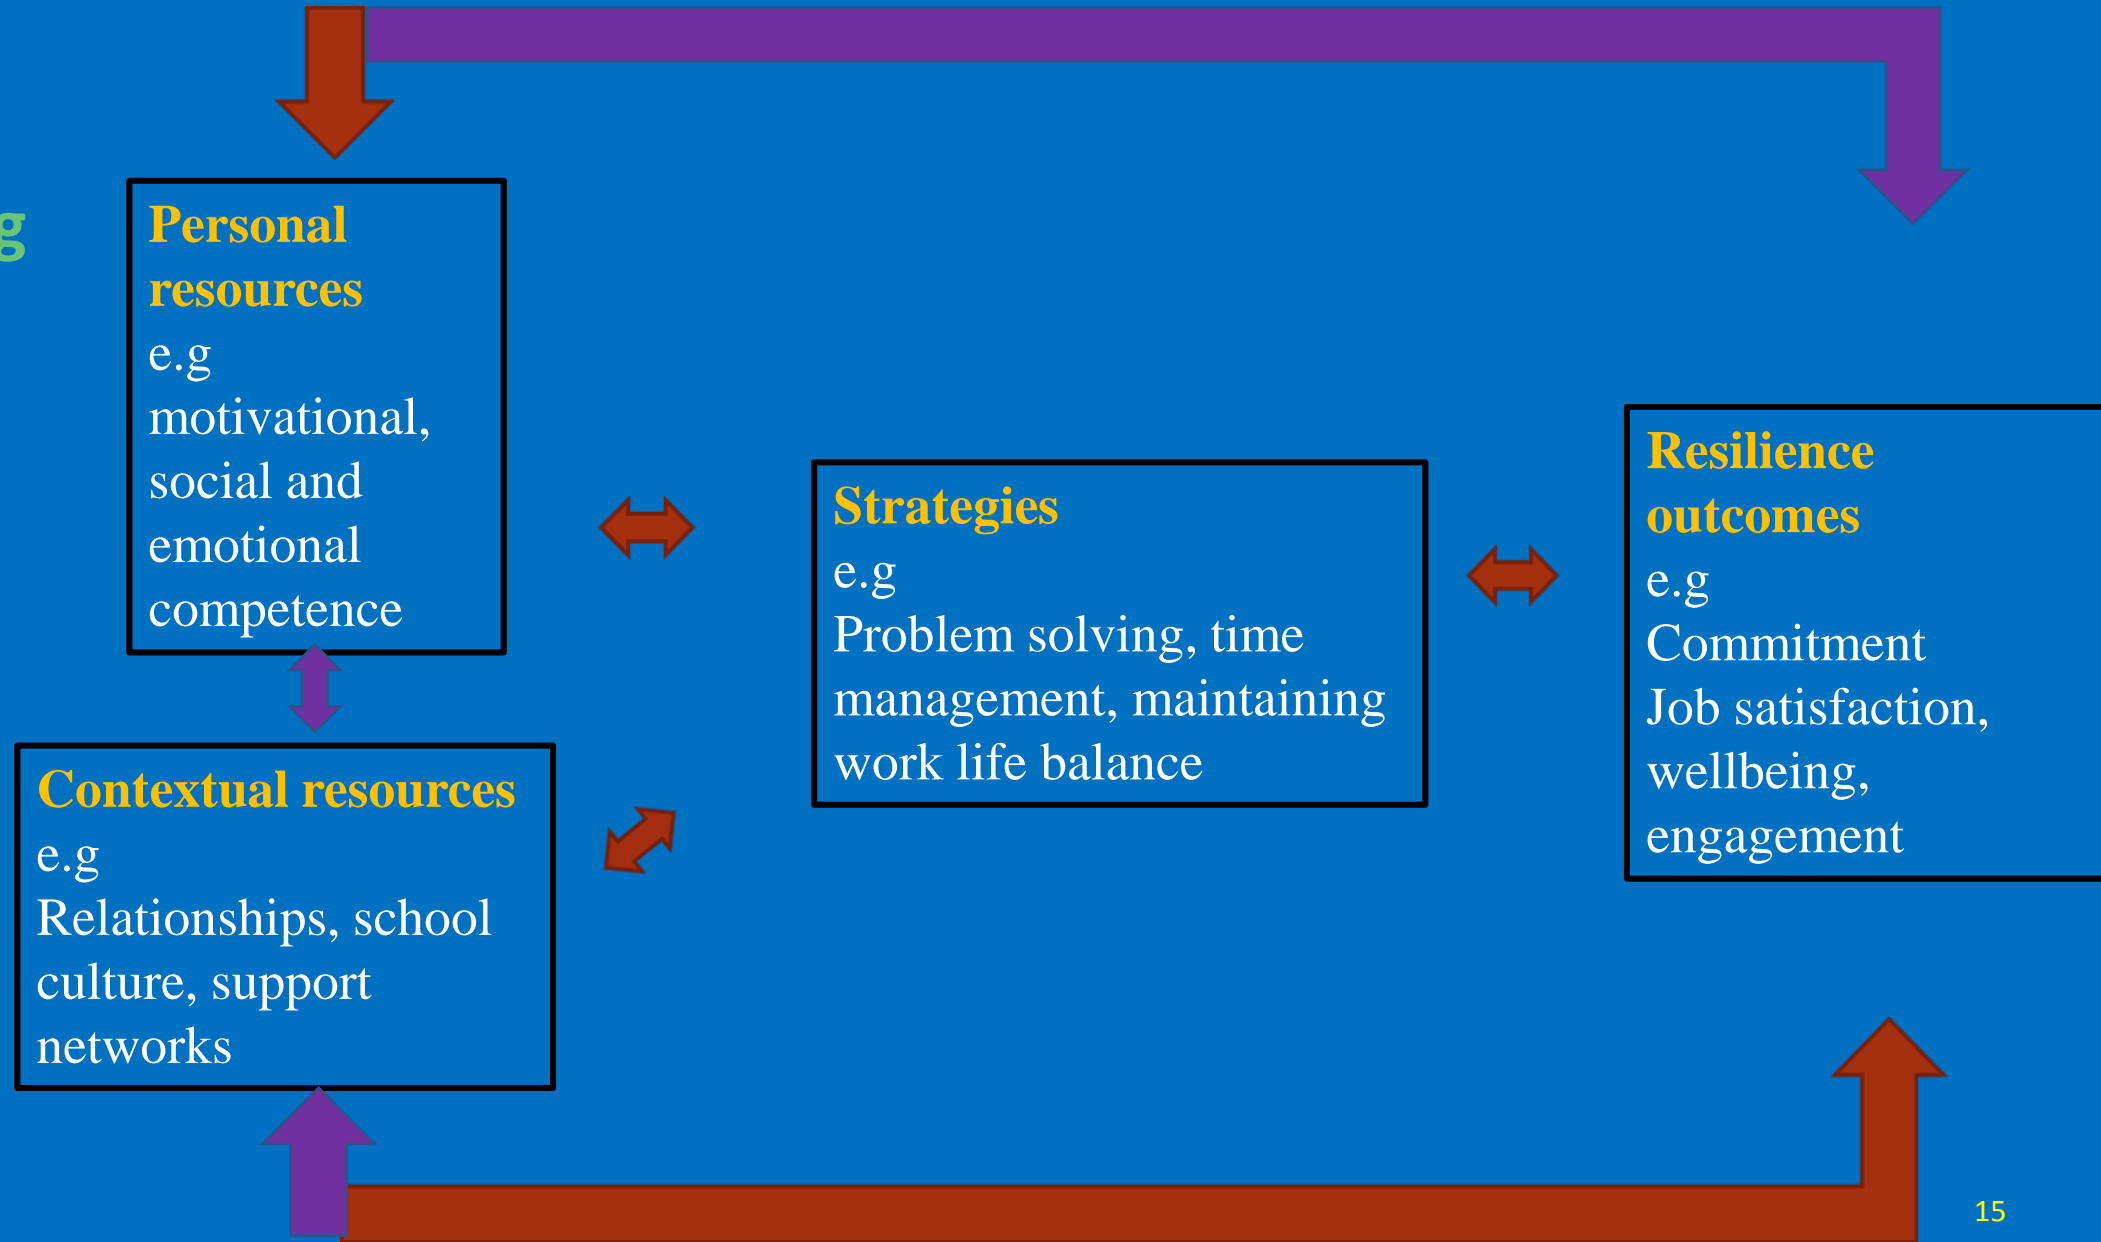 g
Personal
resources
e.g
motivational,
social and
emotional
competence
Contextual resources
e.g
Relationships, school
culture, support
networks
Strategies
e.g
Problem solving, time
management, maintaining
work life balance
Resilience
outcomes
e.g
Commitment
Job satisfaction,
wellbeing,
engagement
15